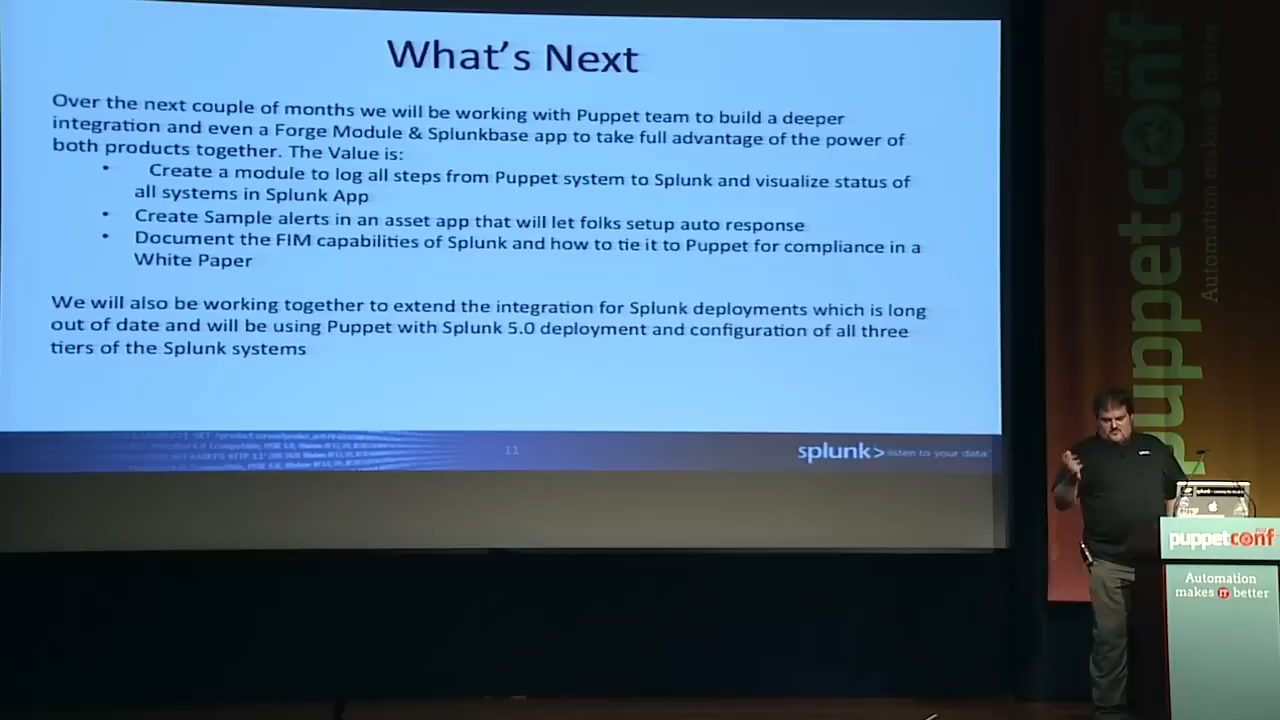 What's Next
Over the next couple of months we will be working with Puppet team to build a deeper
integration and even a Forge Module & Splunkbase app to take full advantage of the power of
both products together. The Value is:
• Create a module to log all steps from Puppet system to Splunk and visualize status of
all systems in Splunk App
• Create Sample alerts in an asset app that will let folks setup auto response
• Document the FIM capabilities of Splunk and how to tie it to Puppet for compliance in a
White Paper
We will also be working together to extend the integration for Splunk deployments which is long
out of date and will be using Puppet with Splunk 5.0 deployment and configuration of all three
tiers of the Splunk systems
11
splunk> listen to your data
puppetconf
Automation makes better
puppetconf
Automation
makes IT better